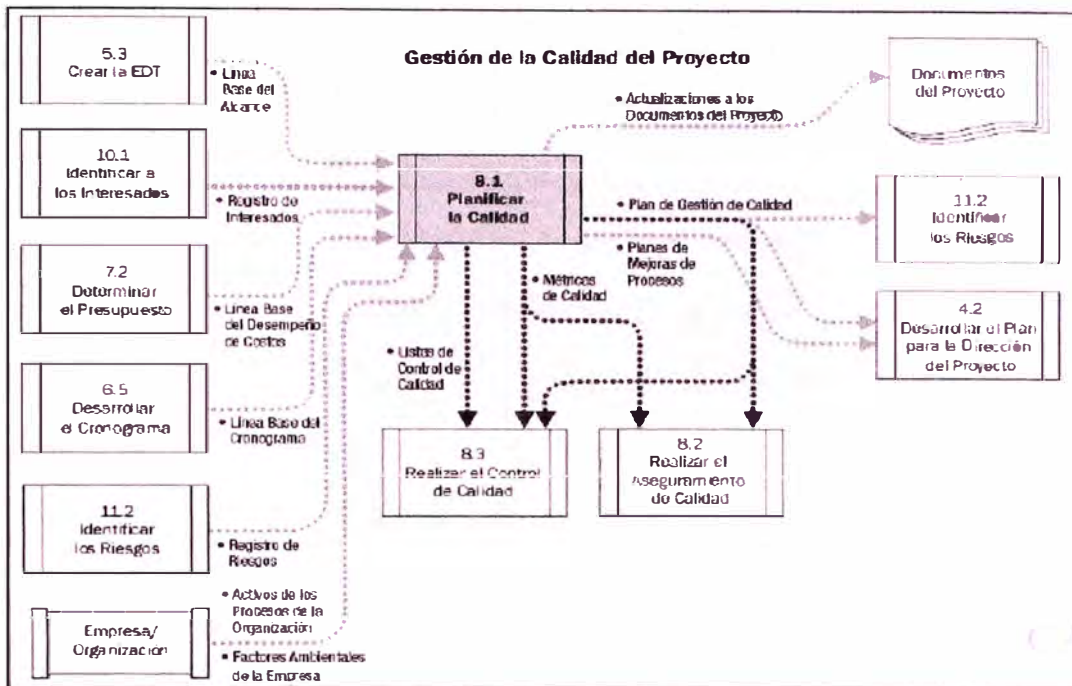 Gestión de la Calidad del Proyecto
5.3
Crear la EDT
• Línea
Base del
Alcance
10.1
Identificar a
los Interesados
• Registro de
Interesados
7.2
Determinar
el Presupuesto
• Línea Base
del Desempeño
de Costos
6.5
Desarrollar
el Cronograma
• Línea Base del
Cronograma
11.2
Identificar
los Riesgos
• Registro de
Riesgos
Empresa/
Organización
• Activos de los
Procesos de la
Organización
• Factores Ambientales
de la Empresa
8.1
Planificar
la Calidad
• Actualizaciones a los
Documentos del Proyecto
Documentos
del Proyecto
• Plan de Gestión de Calidad
• Planes de
Mejoras de
Procesos
11.2
Identificar
los Riesgos
4.2
Desarrollar el Plan
para la Dirección
del Proyecto
• Métricas
de Calidad
• Listas de
Control de
Calidad
8.3
Realizar el Control
de Calidad
8.2
Realizar el
Aseguramiento
de Calidad